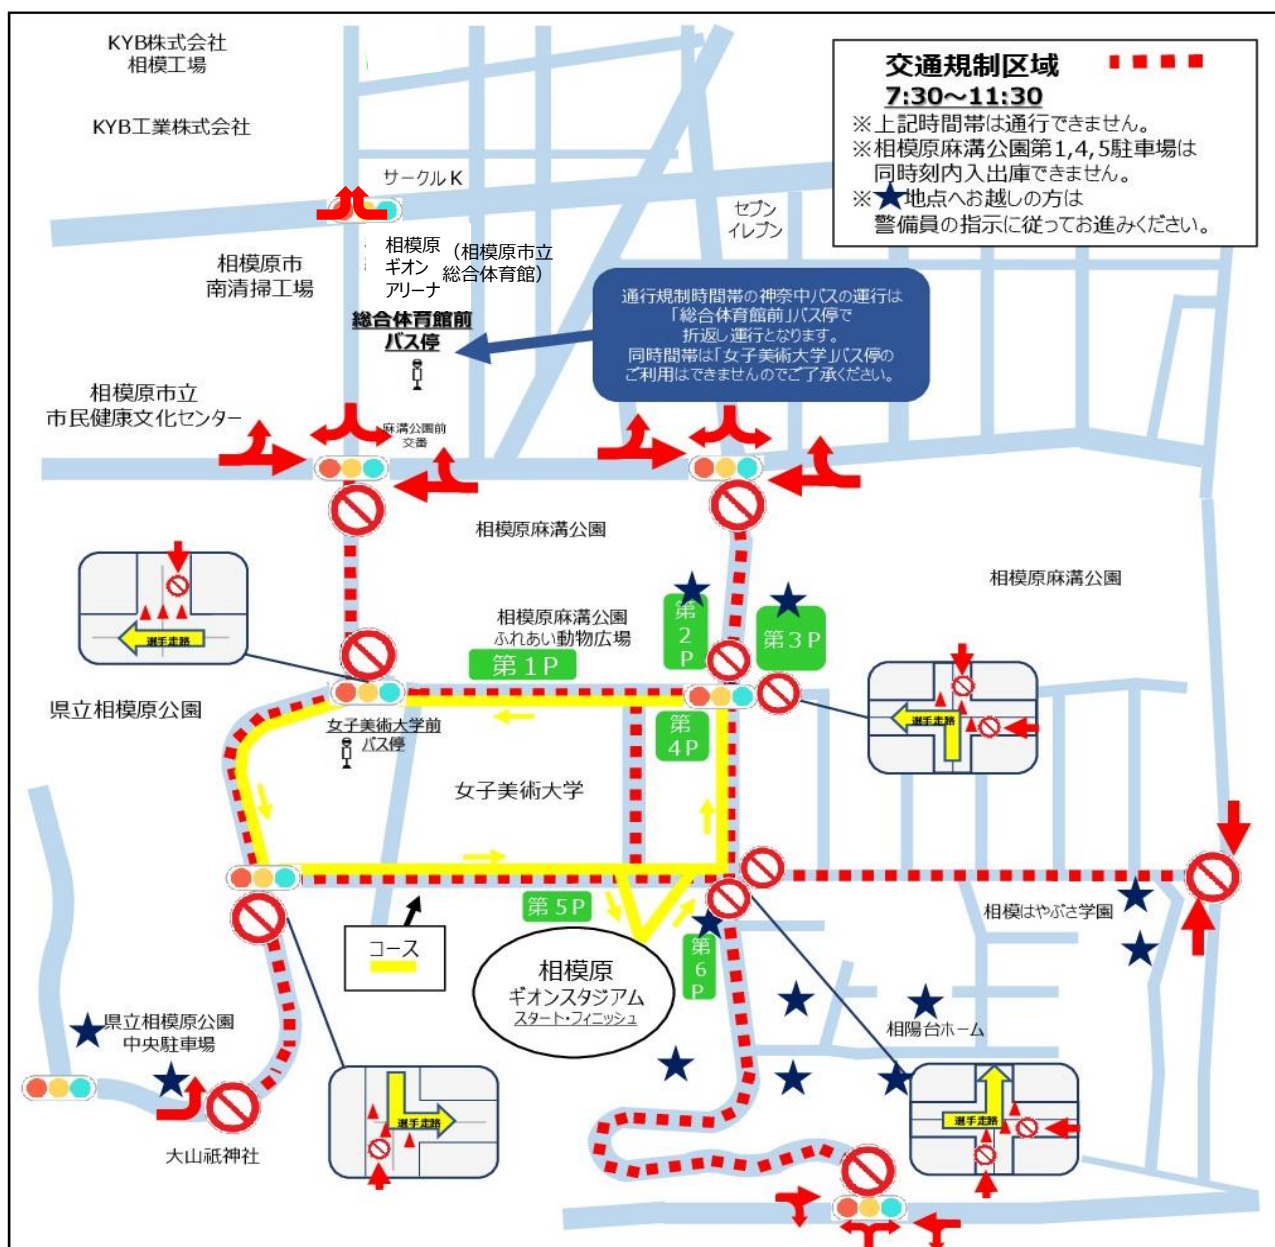 KYB株式会社
相模工場
KYB工業株式会社
交通規制区域
7:30～11:30
※上記時間帯は通行できません。
※相模原麻溝公園第1,4,5駐車場は
同時刻内入出庫できません。
※★地点へお越しの方は
警備員の指示に従ってお進みください。
サークルK
セブン
イレブン
相模原
ギオン
アリーナ
（相模原市立
総合体育館）
相模原市
南清掃工場
総合体育館前
バス停
通行規制時間帯の神奈中バスの運行は
「総合体育館前」バス停で
折返し運行となります。
同時間帯は「女子美術大学」バス停の
ご利用はできませんのでご了承ください。
相模原市立
市民健康文化センター
麻溝公園前
交番
相模原麻溝公園
相模原麻溝公園
相模原麻溝公園
ふれあい動物広場
第2P
第3P
第1P
選手走路
選手走路
県立相模原公園
女子美術大学前
バス停
第4P
女子美術大学
第5P
相模はやぶさ学園
コース
相模原
ギオンスタジアム
スタート・フィニッシュ
第6P
県立相模原公園
中央駐車場
相陽台ホーム
選手走路
選手走路
大山祇神社